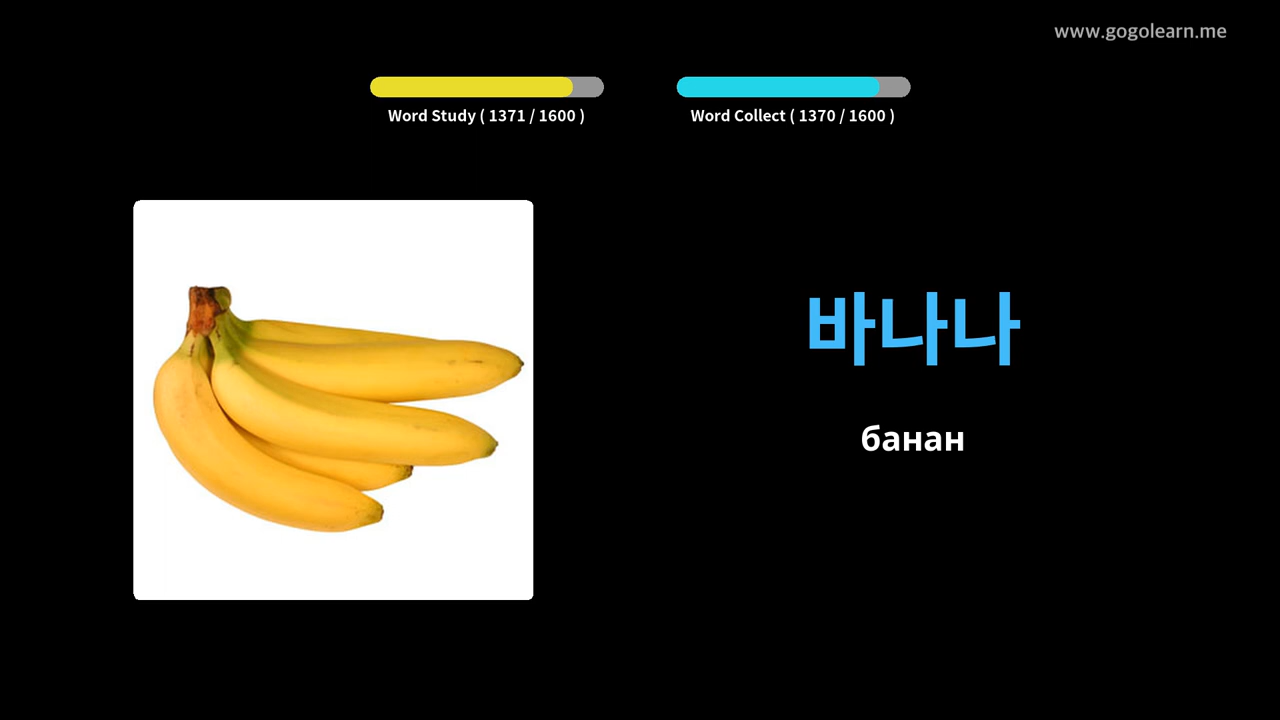 www.gogolearn.me
Word Study ( 1371 / 1600 )
Word Collect ( 1370 / 1600 )
바나나
банан